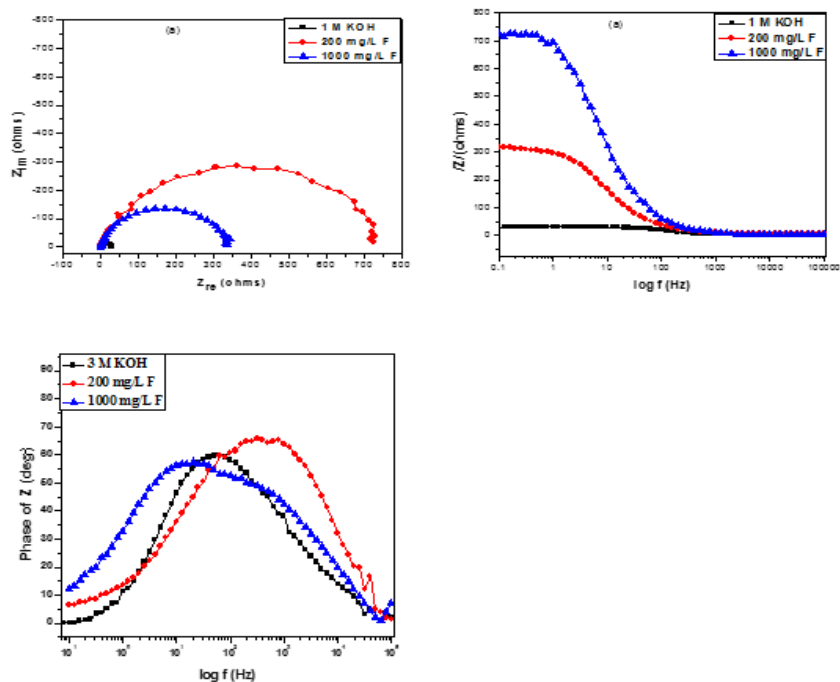 (a)
1 M KOH
200 mg/L F
1000 mg/L F
-800
-700
-600
-500
-400
-300
-200
-100
0
Z_im (ohms)
-100 0 100 200 300 400 500 600 700 800
Z_re (ohms)
(a)
1 M KOH
200 mg/L F
1000 mg/L F
800
700
600
500
400
300
200
100
0
/Z/(ohms)
0.1 1 10 100 1000 10000 100000
log f (Hz)
3 M KOH
200 mg/L F
1000 mg/L F
90
80
70
60
50
40
30
20
10
0
Phase of Z (deg)
log f (Hz)